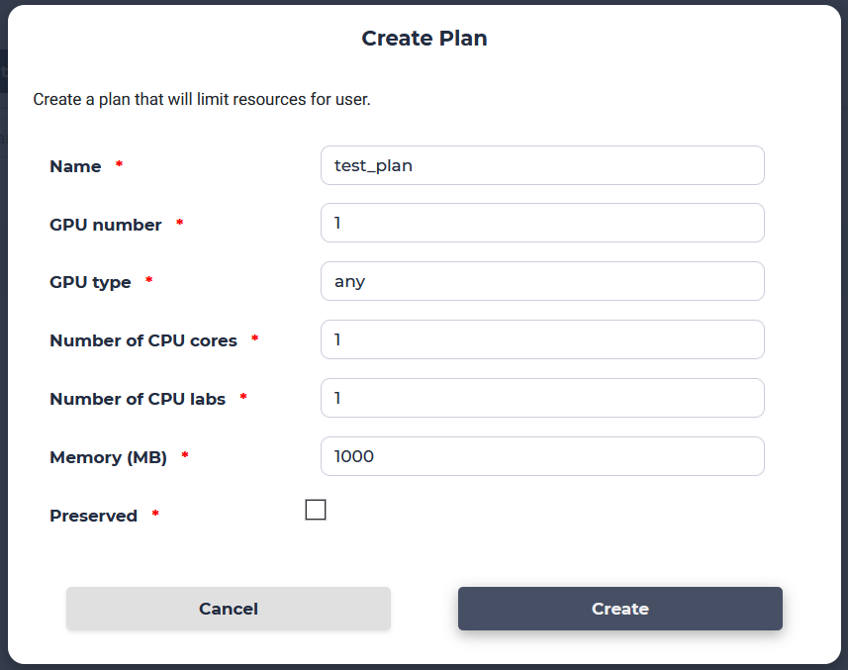 Create Plan
Create a plan that will limit resources for user.
Name * test_plan
GPU number * 1
GPU type * any
Number of CPU cores * 1
Number of CPU labs * 1
Memory (MB) * 1000
Preserved *
Cancel Create